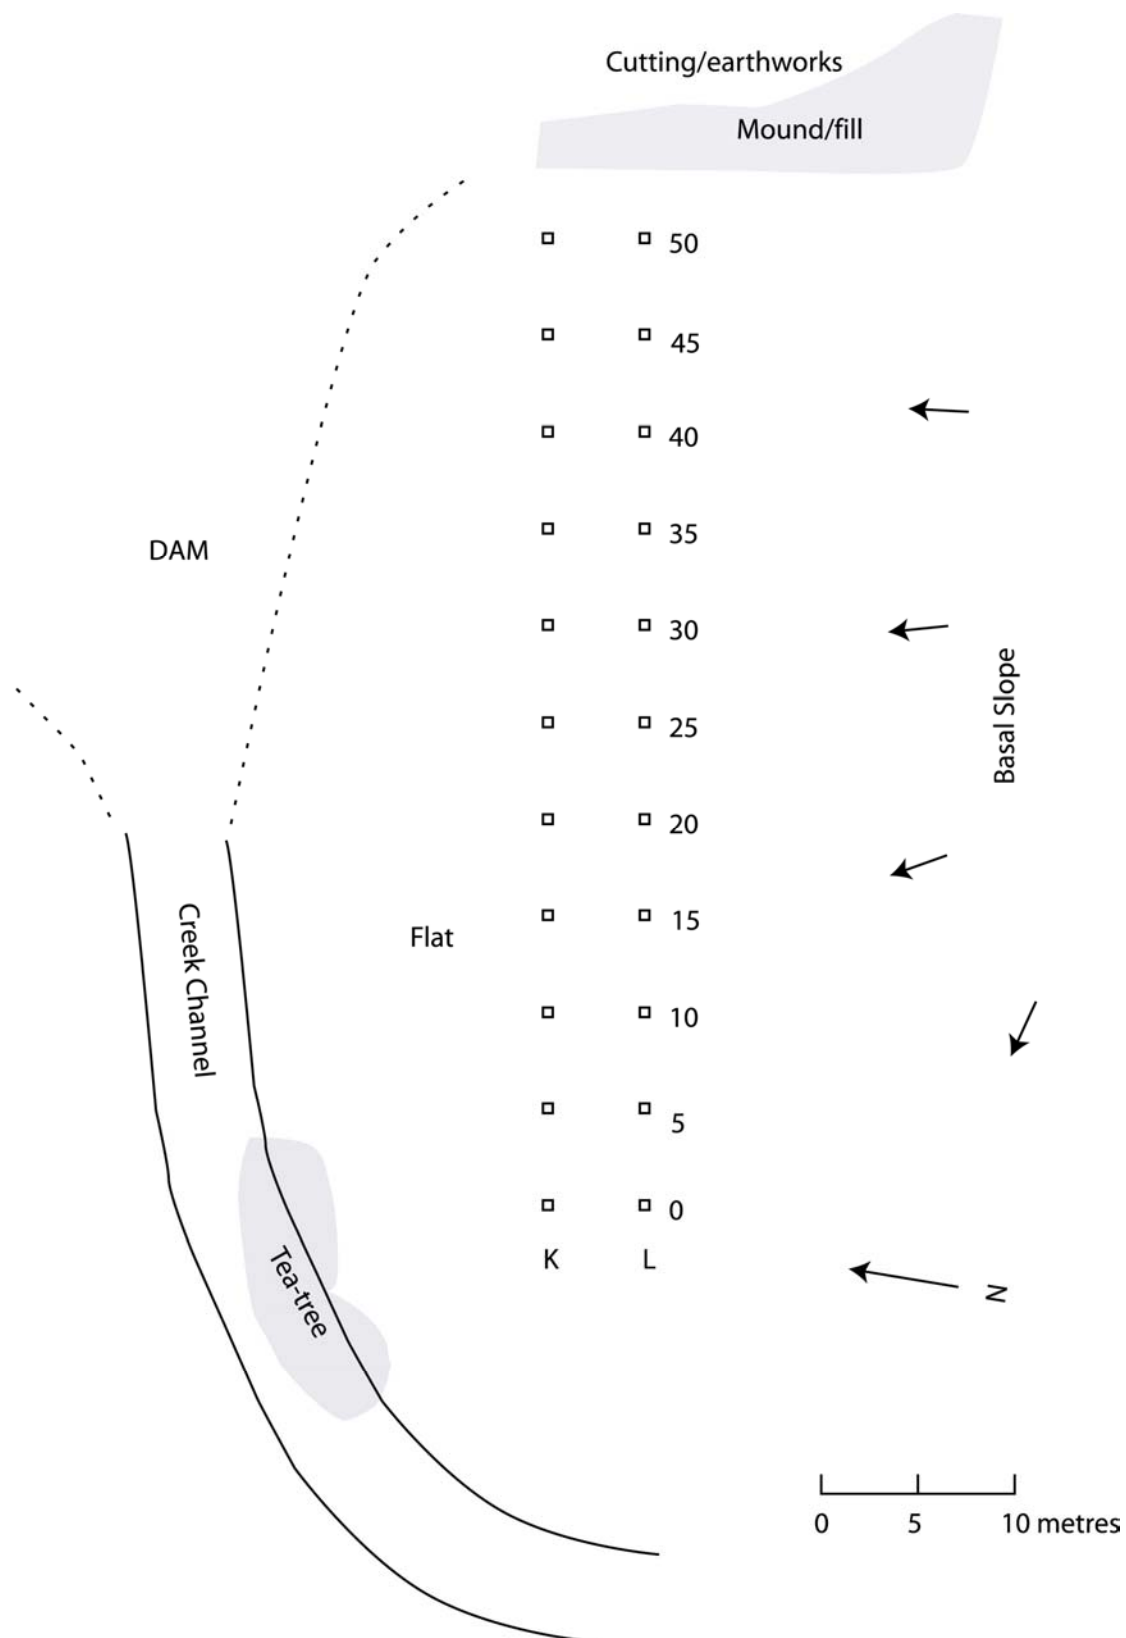 Cutting/earthworks
Mound/fill
50
45
40
DAM
35
30
Basal Slope
25
20
15
Flat
Creek Channel
10
5
0
K L
N
Tea-tree
0 5 10 metres